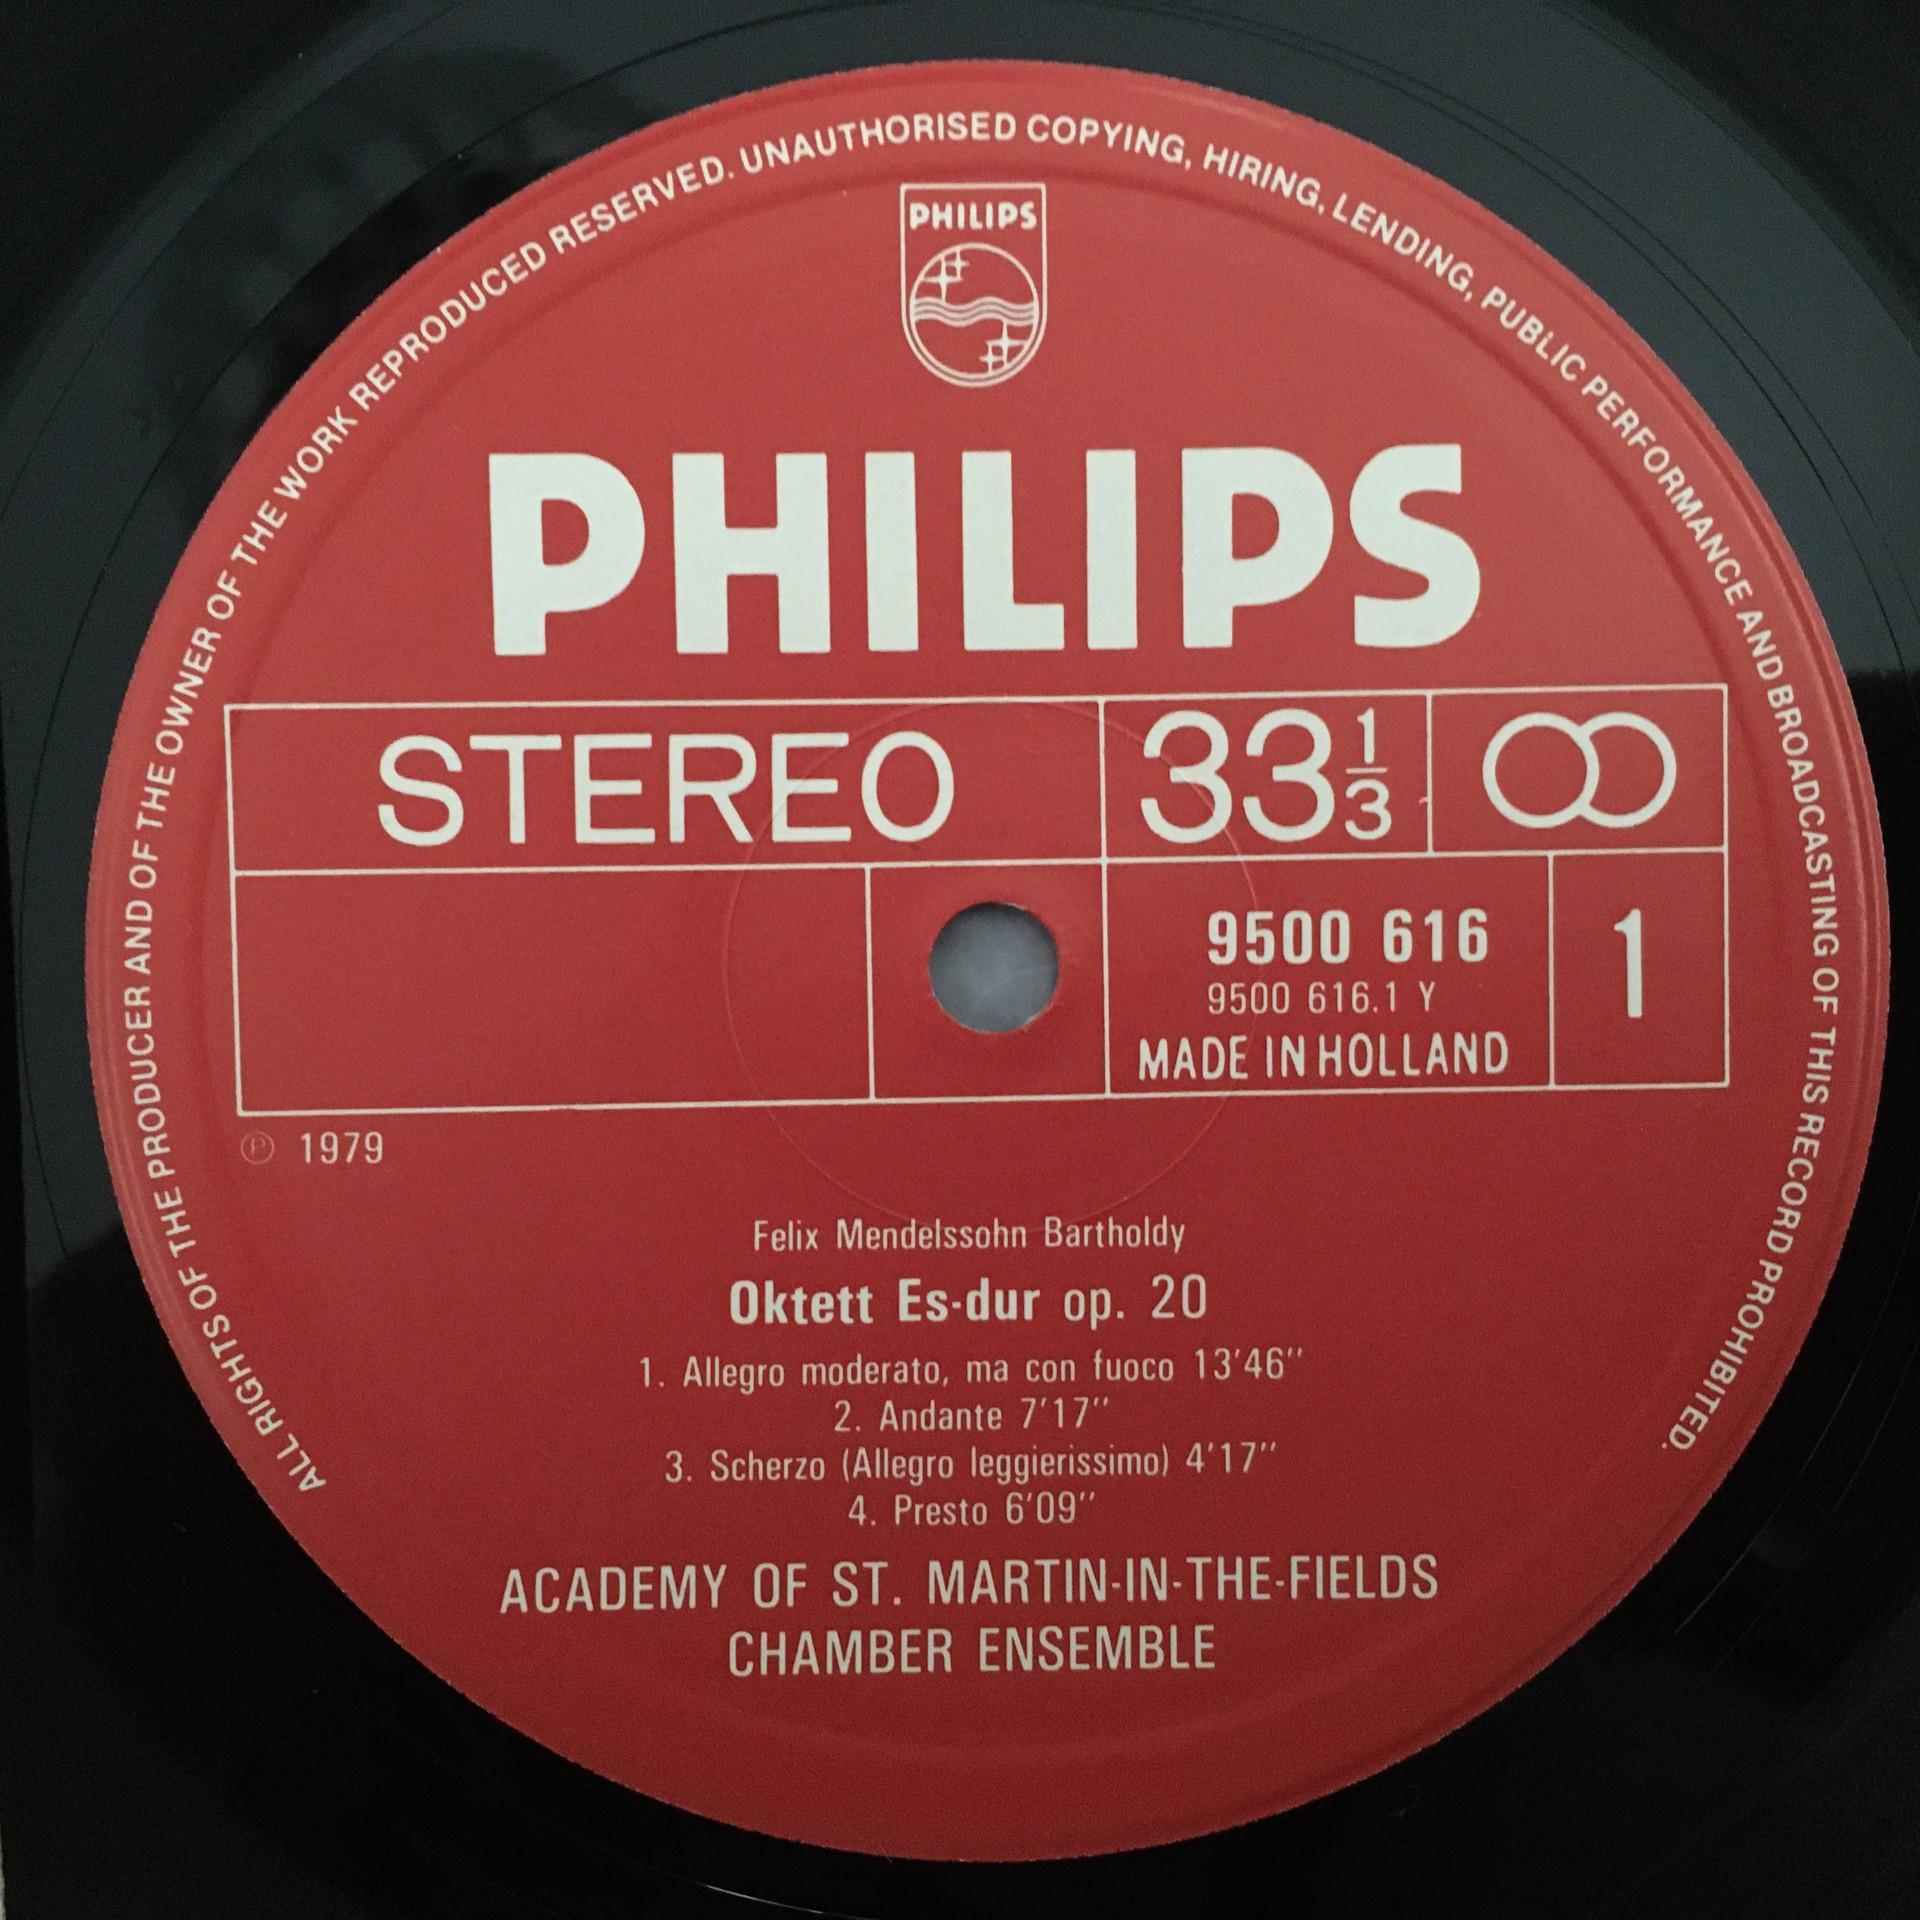 ALL RIGHTS OF THE PRODUCER AND OF THE OWNER OF THE WORK REPRODUCED RESERVED. UNAUTHORISED COPYING, HIRING, LENDING, PUBLIC PERFORMANCE AND BROADCASTING OF THIS RECORD PROHIBITED.
PHILIPS
PHILIPS
STEREO 33 1/3
9500 616 1
9500 616.1 Y
MADE IN HOLLAND
Ⓟ 1979
Felix Mendelssohn Bartholdy
Oktett Es-dur op. 20
1. Allegro moderato, ma con fuoco 13'46''
2. Andante 7'17''
3. Scherzo (Allegro leggierissimo) 4'17''
4. Presto 6'09''
ACADEMY OF ST. MARTIN-IN-THE-FIELDS
CHAMBER ENSEMBLE